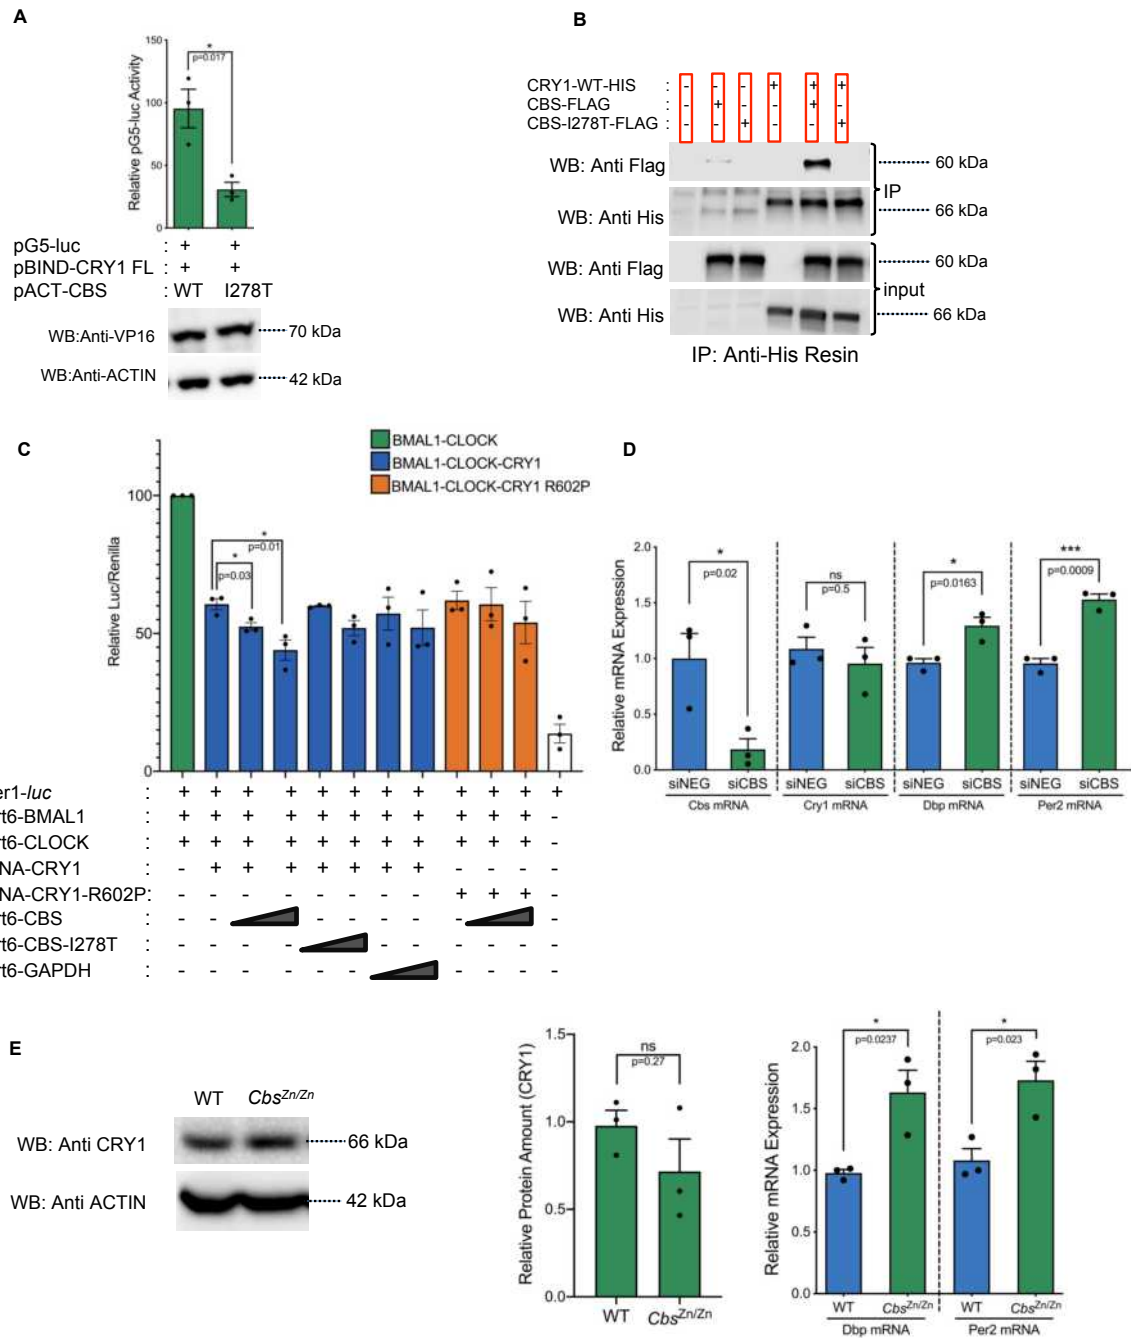 A
150
100
50
0
Relative pG5-luc Activity
*
p=0.017
pG5-luc : + +
pBIND-CRY1 FL : + +
pACT-CBS : WT I278T
WB:Anti-VP16 70 kDa
WB:Anti-ACTIN 42 kDa
B
CRY1-WT-HIS : - - - + + +
CBS-FLAG : - + - - + -
CBS-I278T-FLAG : - - + - - +
WB: Anti Flag 60 kDa
IP
WB: Anti His 66 kDa
WB: Anti Flag 60 kDa
input
WB: Anti His 66 kDa
IP: Anti-His Resin
C
BMAL1-CLOCK
BMAL1-CLOCK-CRY1
BMAL1-CLOCK-CRY1 R602P
100
50
0
Relative Luc/Renilla
*
p=0.01
*
p=0.03
er1-luc : + + + + + + + + + + + +
rt6-BMAL1 : + + + + + + + + + + + -
rt6-CLOCK : + + + + + + + + + + + -
NA-CRY1 : - + + + + + + + - - - -
NA-CRY1-R602P: - - - - - - - - + + + -
rt6-CBS : - - - - - - - -
rt6-CBS-I278T : - - - - - - - - - -
rt6-GAPDH : - - - - - - - - - -
D
2.0
1.5
1.0
0.5
0.0
Relative mRNA Expression
*
p=0.02
ns
p=0.5
*
p=0.0163
***
p=0.0009
siNEG siCBS siNEG siCBS siNEG siCBS siNEG siCBS
Cbs mRNA Cry1 mRNA Dbp mRNA Per2 mRNA
E
WT Cbs^Zn/Zn
WB: Anti CRY1 66 kDa
WB: Anti ACTIN 42 kDa
Relative Protein Amount (CRY1)
1.5
1.0
0.5
0.0
ns
p=0.27
WT Cbs^Zn/Zn
Relative mRNA Expression
2.0
1.5
1.0
0.5
0.0
*
p=0.0237
*
p=0.023
WT Cbs^Zn/Zn WT Cbs^Zn/Zn
Dbp mRNA Per2 mRNA